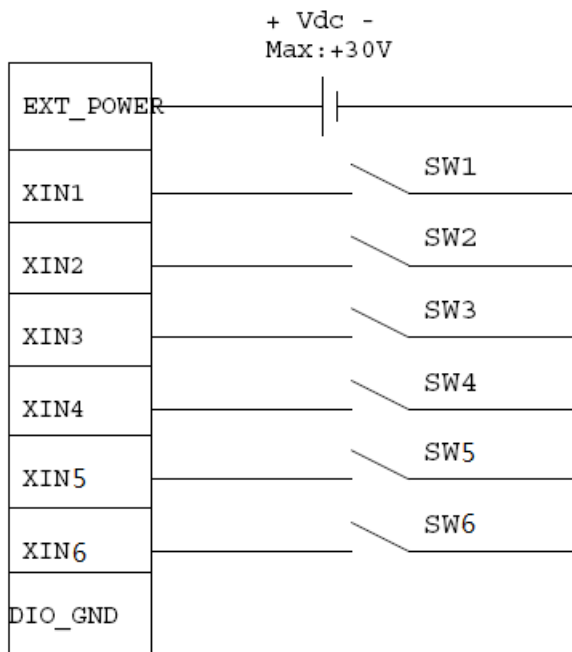 + Vdc -
Max:+30V
EXT_POWER
SW1
XIN1
SW2
XIN2
SW3
XIN3
SW4
XIN4
SW5
XIN5
SW6
XIN6
DIO_GND